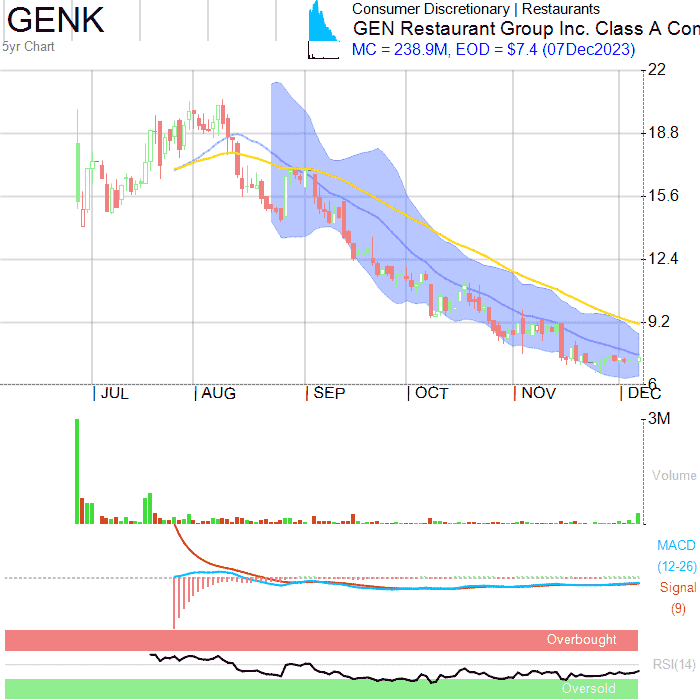 GENK
5yr Chart
Consumer Discretionary | Restaurants
GEN Restaurant Group Inc. Class A Con
MC = 238.9M, EOD = $7.4 (07Dec2023)
22
18.8
15.6
12.4
9.2
6
JUL AUG SEP OCT NOV DEC
3M
Volume
MACD
(12-26)
Signal
(9)
Overbought
RSI(14)
Oversold